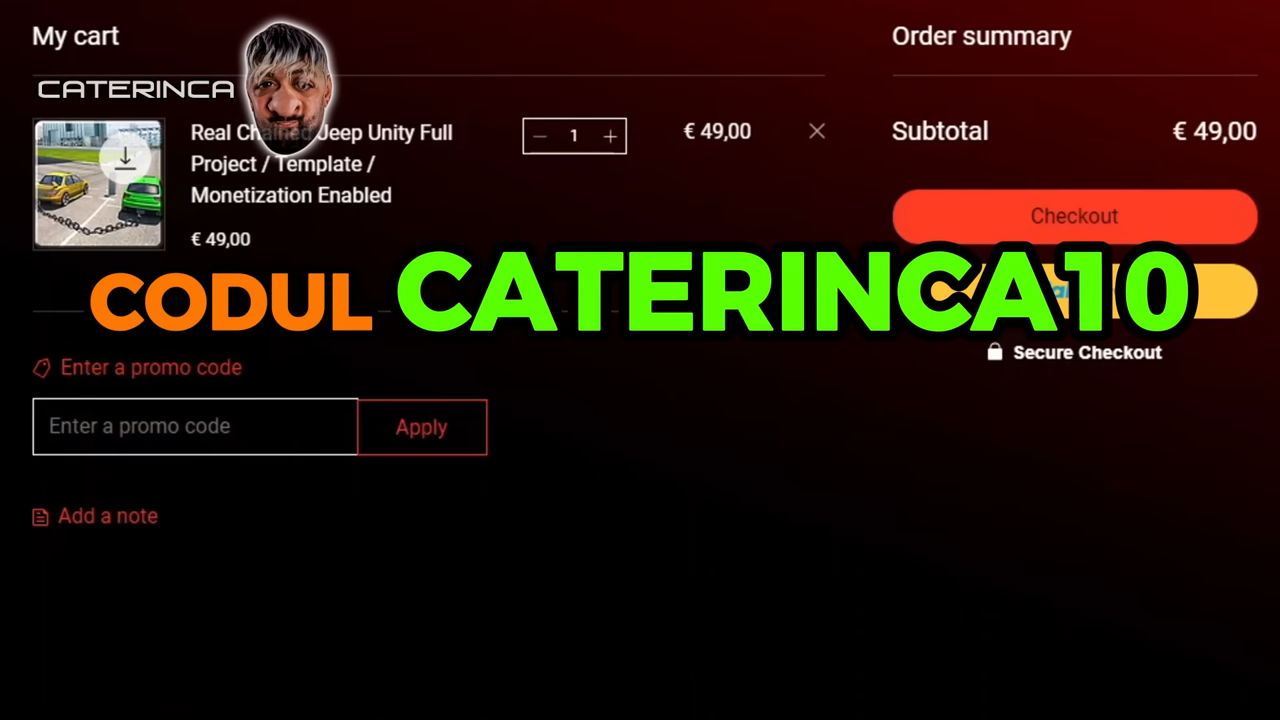 My cart
Order summary
CATERINCA
Real Chained Jeep Unity Full
Project / Template /
Monetization Enabled
€ 49,00
1
€ 49,00
Subtotal
€ 49,00
Checkout
CODUL CATERINCA10
Secure Checkout
Enter a promo code
Enter a promo code
Apply
Add a note